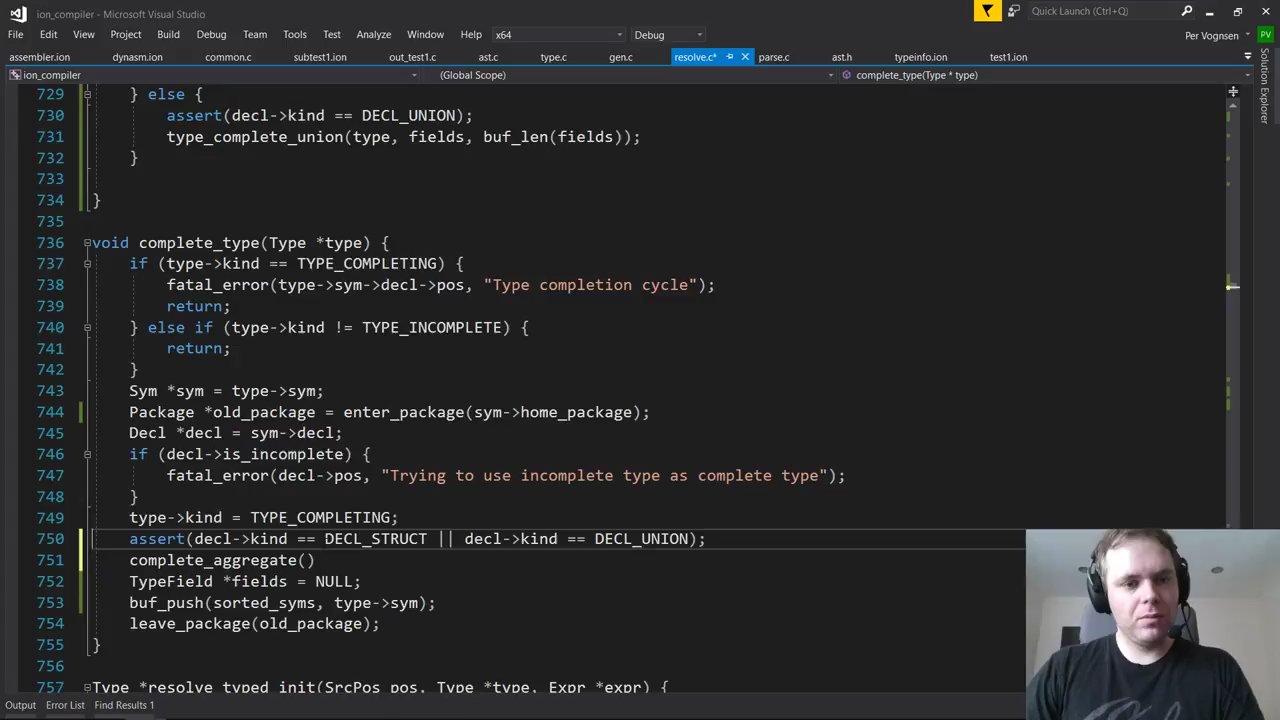 ion_compiler - Microsoft Visual Studio
Quick Launch (Ctrl+Q)
File Edit View Project Build Debug Team Tools Test Analyze Window Help x64 Debug Per Vognsen PV
assembler.ion dynasm.ion common.c subtest1.ion out_test1.c ast.c type.c gen.c resolve.c* parse.c ast.h typeinfo.ion test1.ion
ion_compiler (Global Scope) complete_type(Type * type)
Solution Explorer
729 } else {
730 assert(decl->kind == DECL_UNION);
731 type_complete_union(type, fields, buf_len(fields));
732 }
733
734 }
735
736 void complete_type(Type *type) {
737 if (type->kind == TYPE_COMPLETING) {
738 fatal_error(type->sym->decl->pos, "Type completion cycle");
739 return;
740 } else if (type->kind != TYPE_INCOMPLETE) {
741 return;
742 }
743 Sym *sym = type->sym;
744 Package *old_package = enter_package(sym->home_package);
745 Decl *decl = sym->decl;
746 if (decl->is_incomplete) {
747 fatal_error(decl->pos, "Trying to use incomplete type as complete type");
748 }
749 type->kind = TYPE_COMPLETING;
750 assert(decl->kind == DECL_STRUCT || decl->kind == DECL_UNION);
751 complete_aggregate()
752 TypeField *fields = NULL;
753 buf_push(sorted_syms, type->sym);
754 leave_package(old_package);
755 }
756
757 Type *resolve_typed_init(SrcPos pos, Type *type, Expr *expr) {
Output Error List Find Results 1